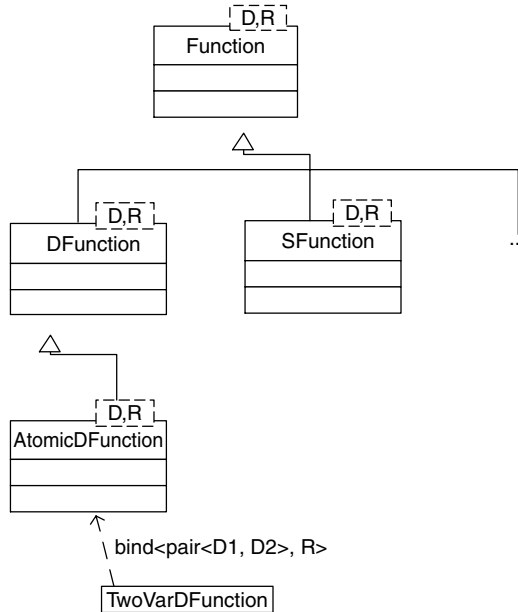 D,R
Function
D,R
DFunction
D,R
SFunction
..
D,R
AtomicDFunction
bind<pair<D1, D2>, R>
TwoVarDFunction